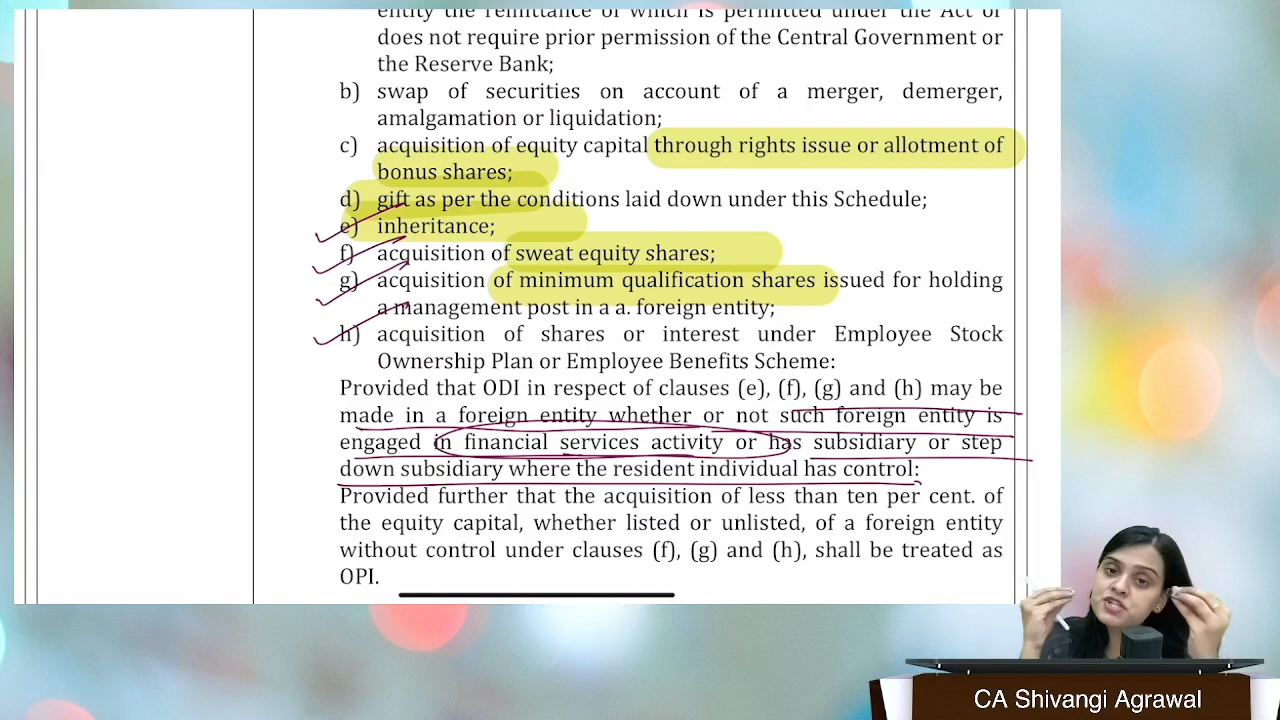 entity the remittance of which is permitted under the Act or
does not require prior permission of the Central Government or
the Reserve Bank;
b) swap of securities on account of a merger, demerger,
amalgamation or liquidation;
c) acquisition of equity capital through rights issue or allotment of
bonus shares;
d) gift as per the conditions laid down under this Schedule;
e) inheritance;
f) acquisition of sweat equity shares;
g) acquisition of minimum qualification shares issued for holding
a management post in a a. foreign entity;
h) acquisition of shares or interest under Employee Stock
Ownership Plan or Employee Benefits Scheme:
Provided that ODI in respect of clauses (e), (f), (g) and (h) may be
made in a foreign entity whether or not such foreign entity is
engaged in financial services activity or has subsidiary or step
down subsidiary where the resident individual has control:
Provided further that the acquisition of less than ten per cent. of
the equity capital, whether listed or unlisted, of a foreign entity
without control under clauses (f), (g) and (h), shall be treated as
OPI.
CA Shivangi Agrawal